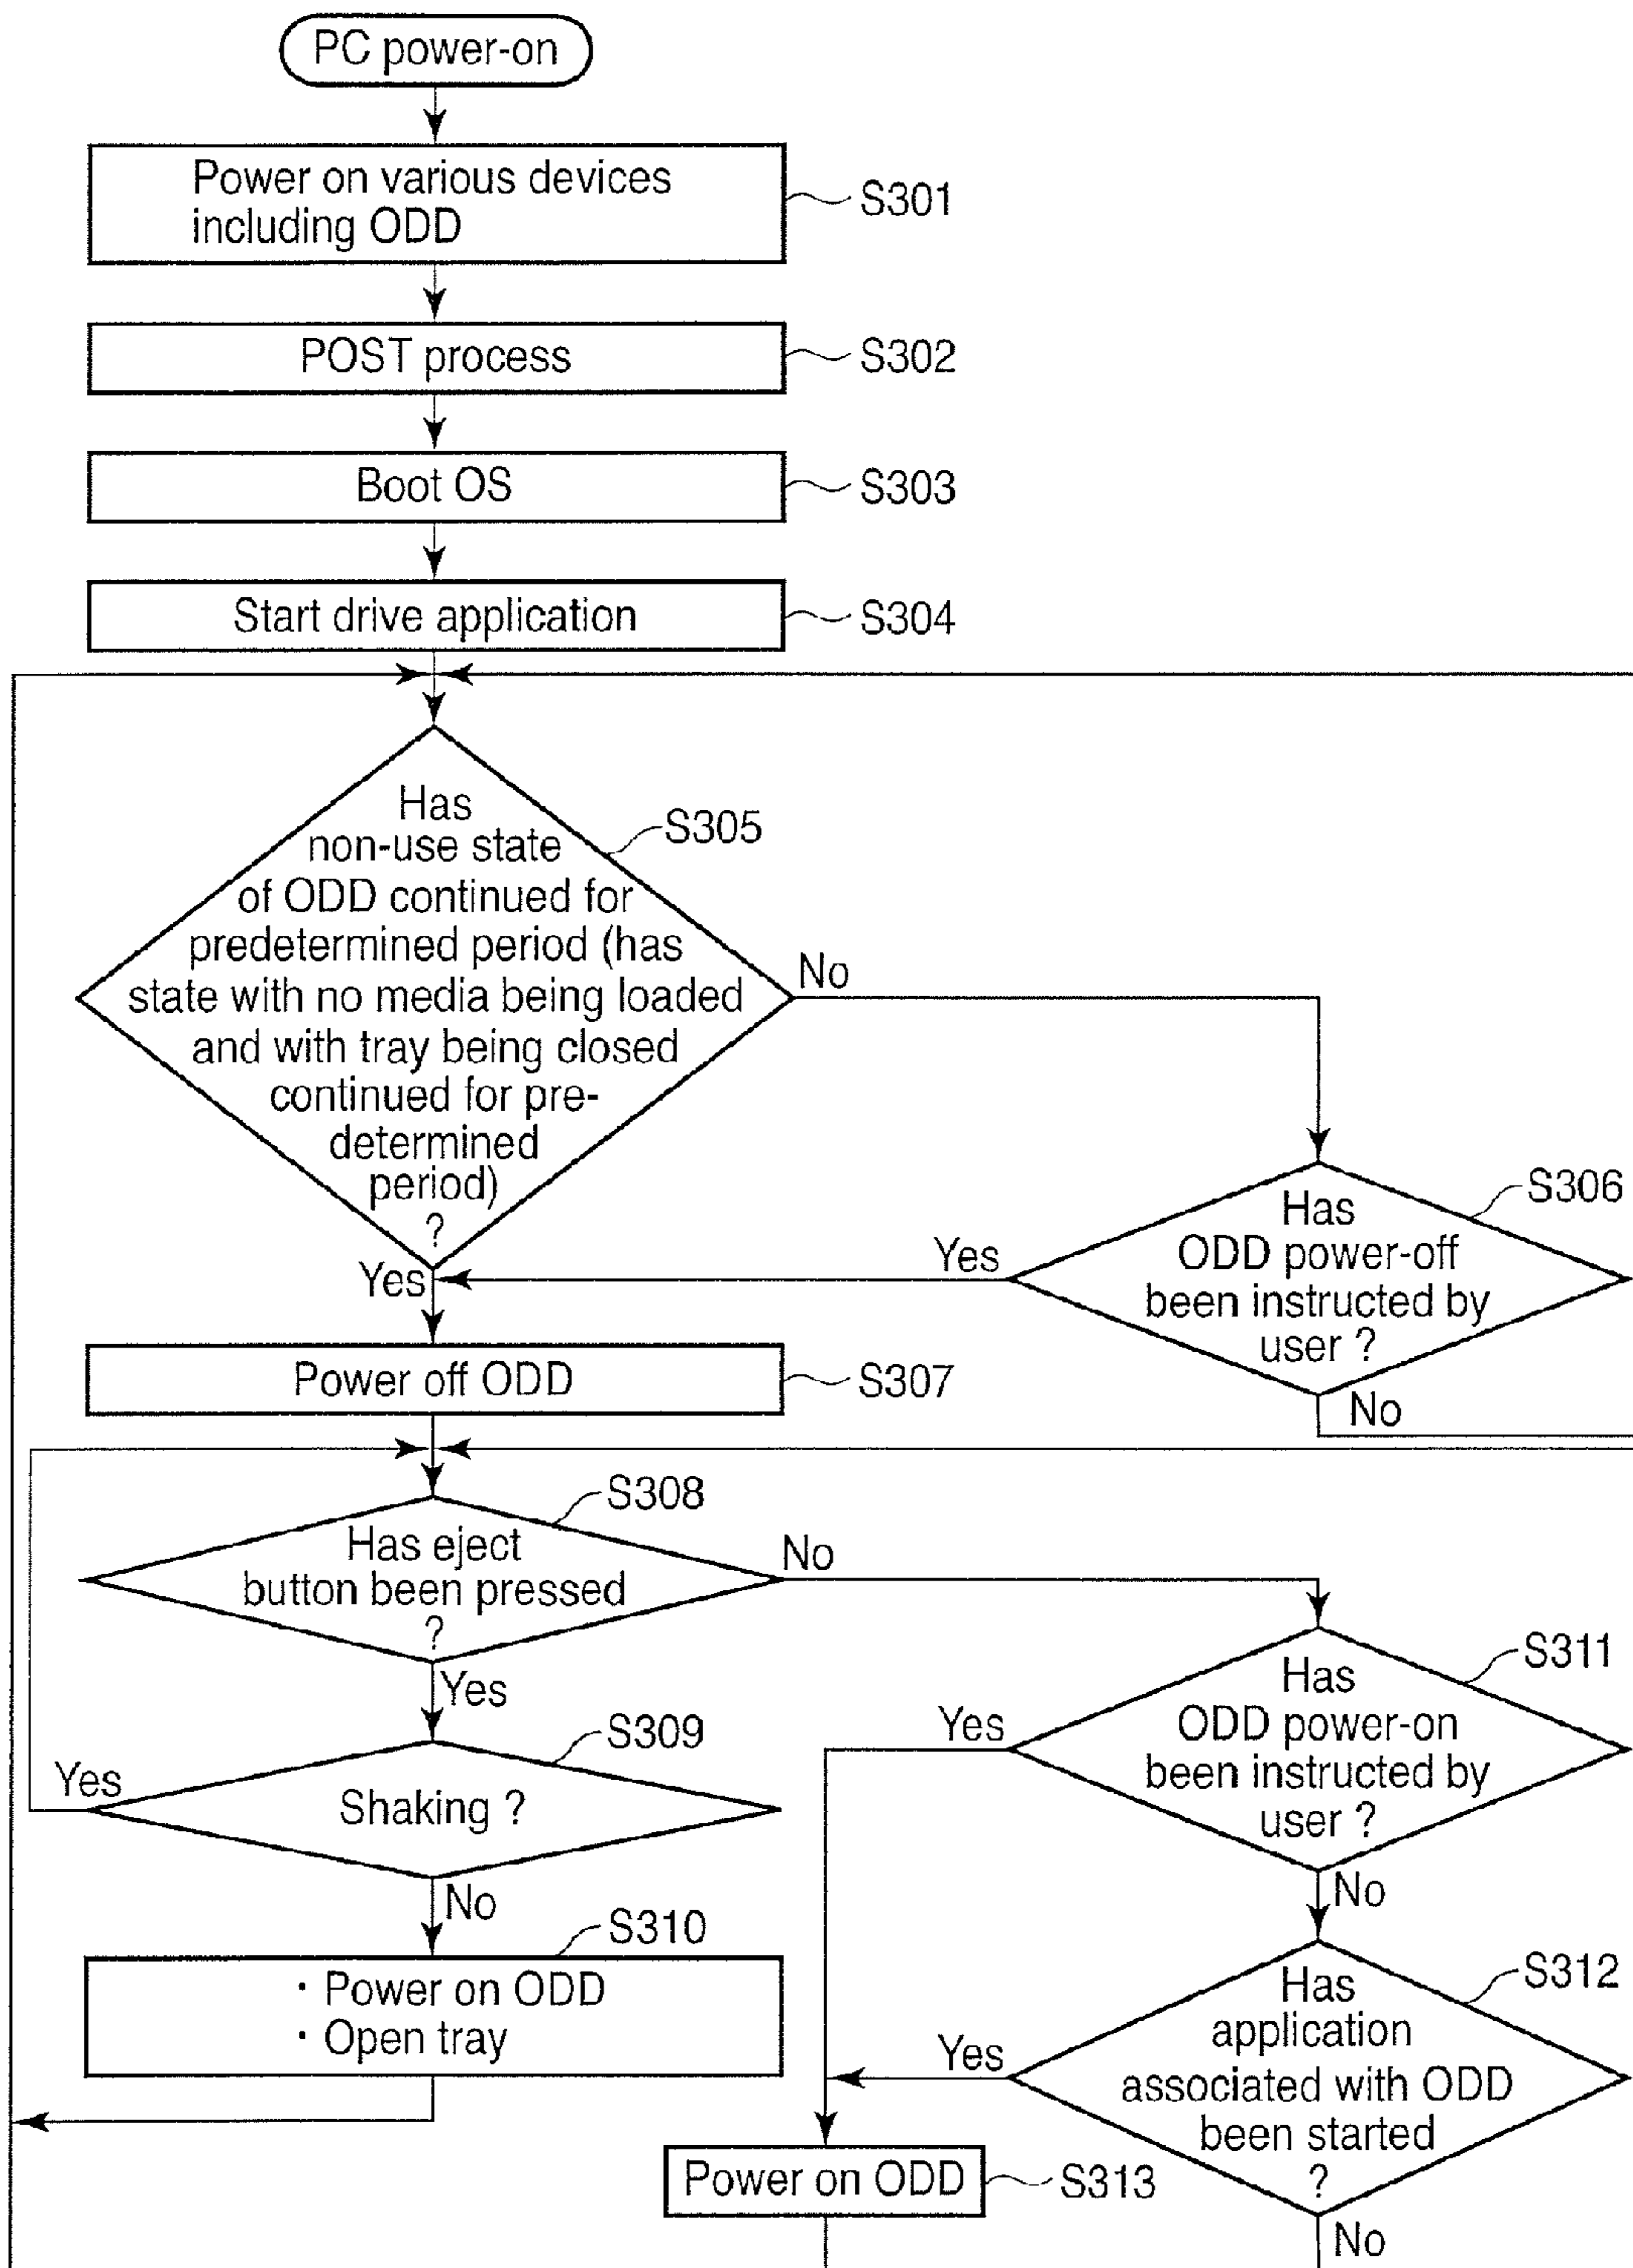 PC power-on
Power on various devices
including ODD
S301
POST process
S302
Boot OS
S303
Start drive application
S304
Has
non-use state
of ODD continued for
predetermined period (has
state with no media being loaded
and with tray being closed
continued for pre-
determined
period)
?
S305
No
Yes
Has
ODD power-off
been instructed by
user ?
S306
Yes
No
Power off ODD
S307
Has eject
button been pressed
?
S308
No
Yes
Shaking ?
S309
Yes
No
· Power on ODD
· Open tray
S310
Has
ODD power-on
been instructed by
user ?
S311
Yes
No
Has
application
associated with ODD
been started
?
S312
Yes
No
Power on ODD
S313